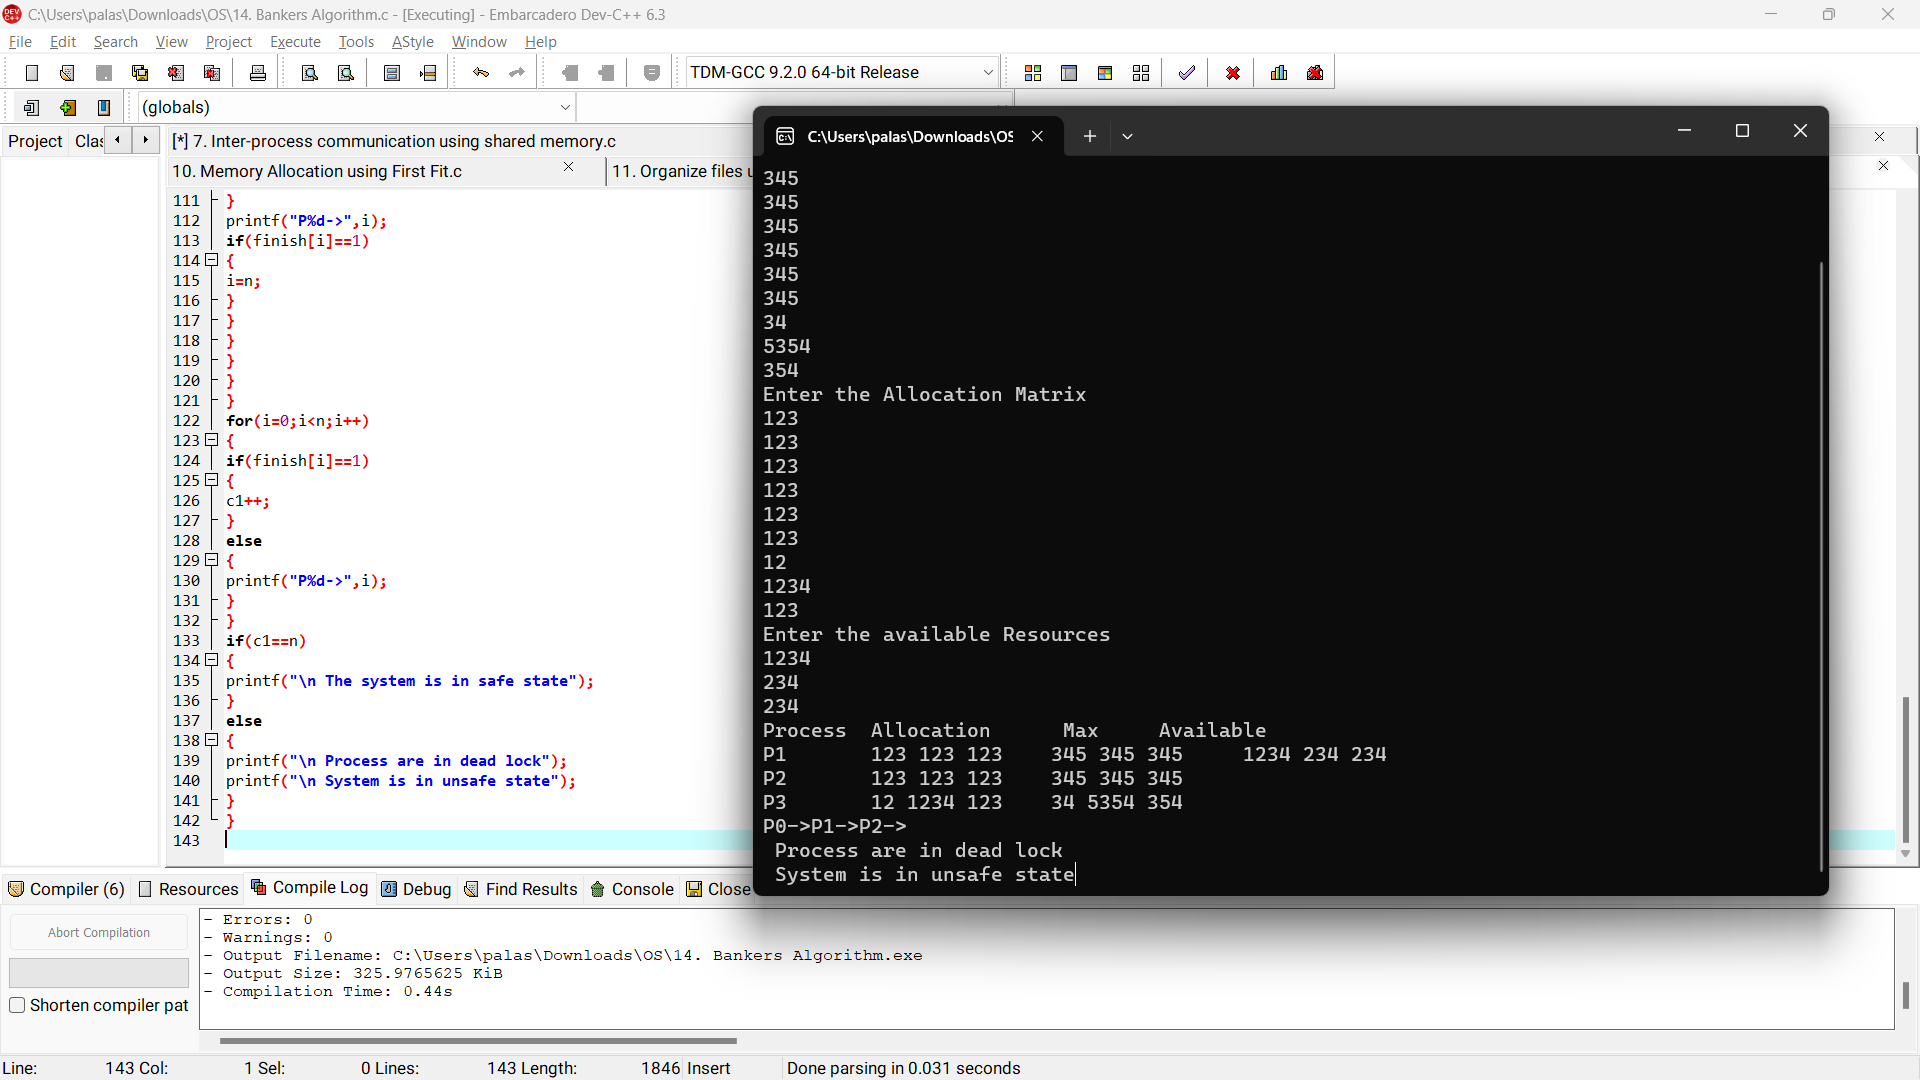 C:\Users\palas\Downloads\OS\14. Bankers Algorithm.c - [Executing] - Embarcadero Dev-C++ 6.3
File Edit Search View Project Execute Tools AStyle Window Help
TDM-GCC 9.2.0 64-bit Release
(globals)
Project Clas
[*] 7. Inter-process communication using shared memory.c
10. Memory Allocation using First Fit.c
11. Organize files u
111 }
112 printf("P%d->",i);
113 if(finish[i]==1)
114 {
115 i=n;
116 }
117 }
118 }
119 }
120 }
121 }
122 for(i=0;i<n;i++)
123 {
124 if(finish[i]==1)
125 {
126 c1++;
127 }
128 else
129 {
130 printf("P%d->",i);
131 }
132 }
133 if(c1==n)
134 {
135 printf("\n The system is in safe state");
136 }
137 else
138 {
139 printf("\n Process are in dead lock");
140 printf("\n System is in unsafe state");
141 }
142 }
143
C:\Users\palas\Downloads\OS
345
345
345
345
345
345
34
5354
354
Enter the Allocation Matrix
123
123
123
123
123
123
12
1234
123
Enter the available Resources
1234
234
234
Process Allocation Max Available
P1 123 123 123 345 345 345 1234 234 234
P2 123 123 123 345 345 345
P3 12 1234 123 34 5354 354
P0->P1->P2->
Process are in dead lock
System is in unsafe state
Compiler (6) Resources Compile Log Debug Find Results Console Close
Abort Compilation
Shorten compiler pat
- Errors: 0
- Warnings: 0
- Output Filename: C:\Users\palas\Downloads\OS\14. Bankers Algorithm.exe
- Output Size: 325.9765625 KiB
- Compilation Time: 0.44s
Line: 143 Col: 1 Sel: 0 Lines: 143 Length: 1846 Insert Done parsing in 0.031 seconds